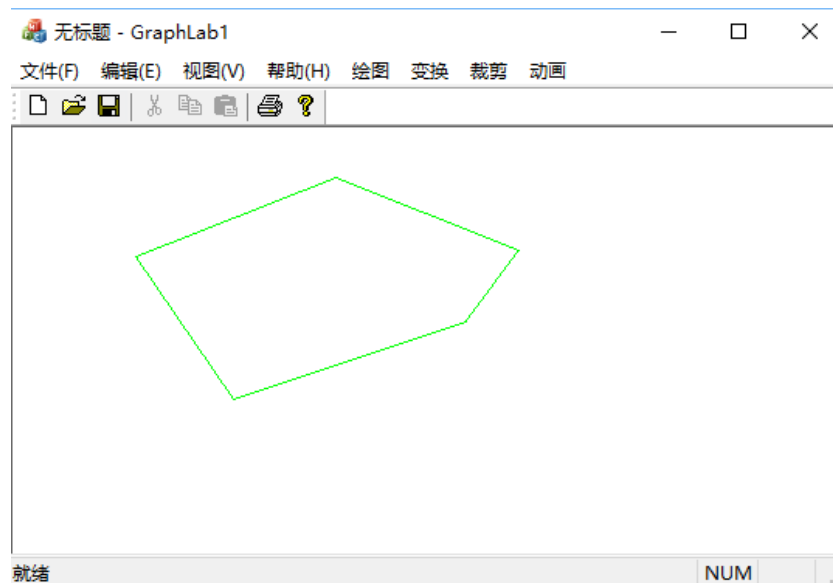 无标题 - GraphLab1
文件(F) 编辑(E) 视图(V) 帮助(H) 绘图 变换 裁剪 动画
就绪 NUM